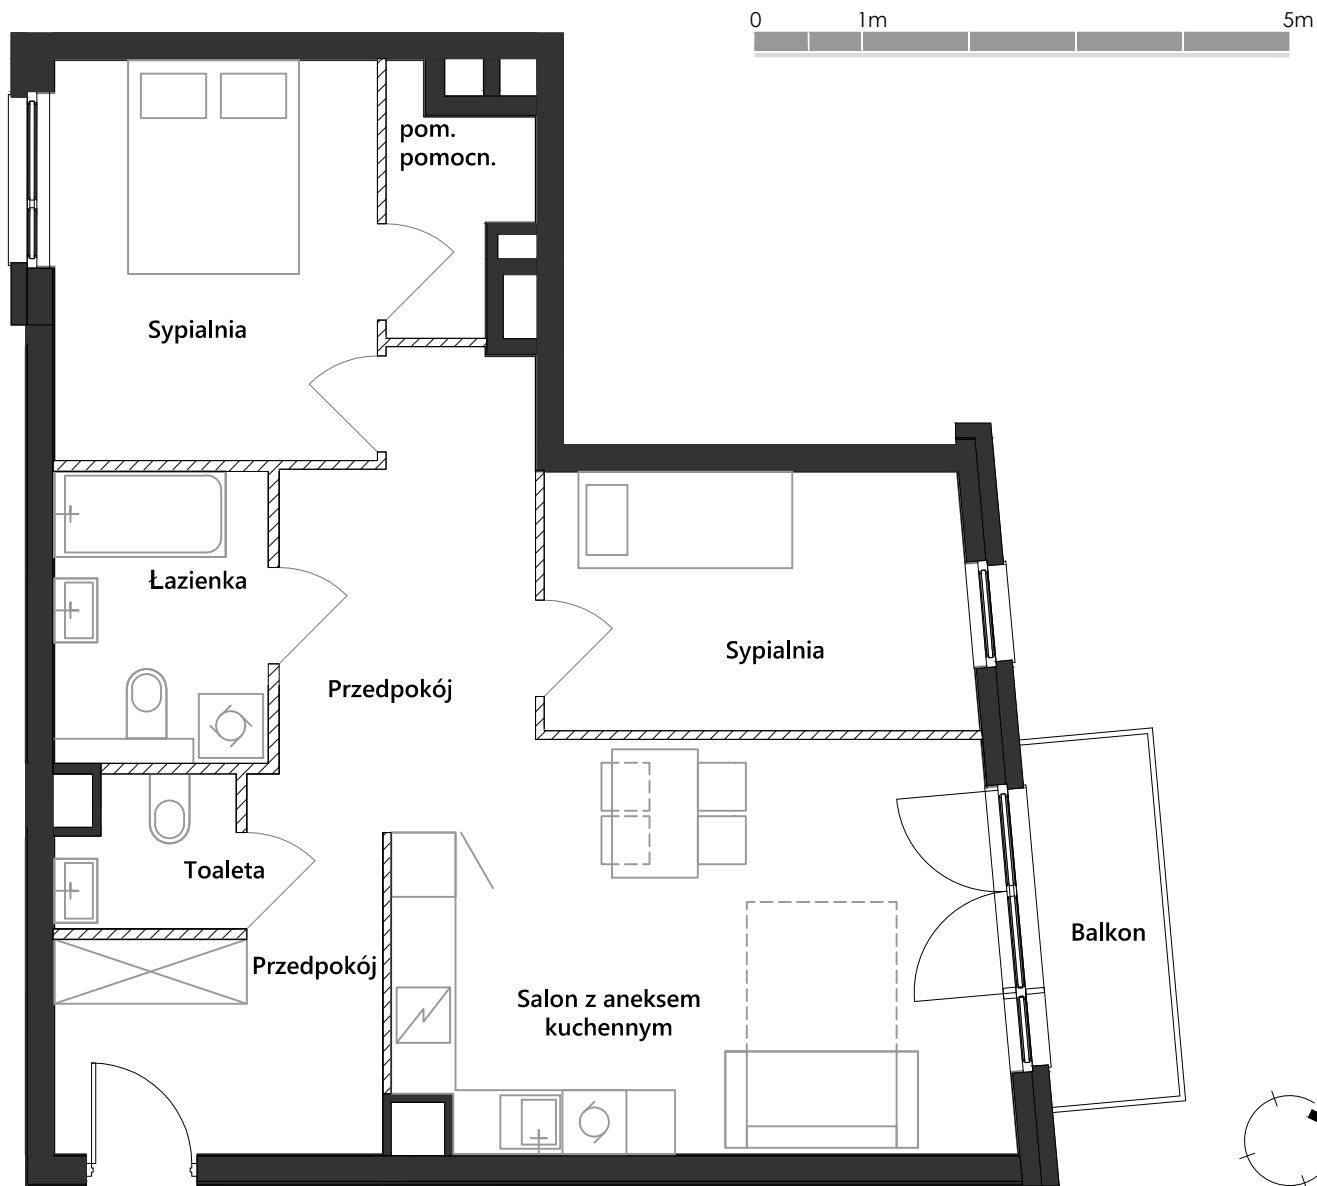 0 1m 5m
pom.
pomocn.
Sypialnia
Łazienka
Sypialnia
Przedpokój
Toaleta
Balkon
Przedpokój
Salon z aneksem
kuchennym